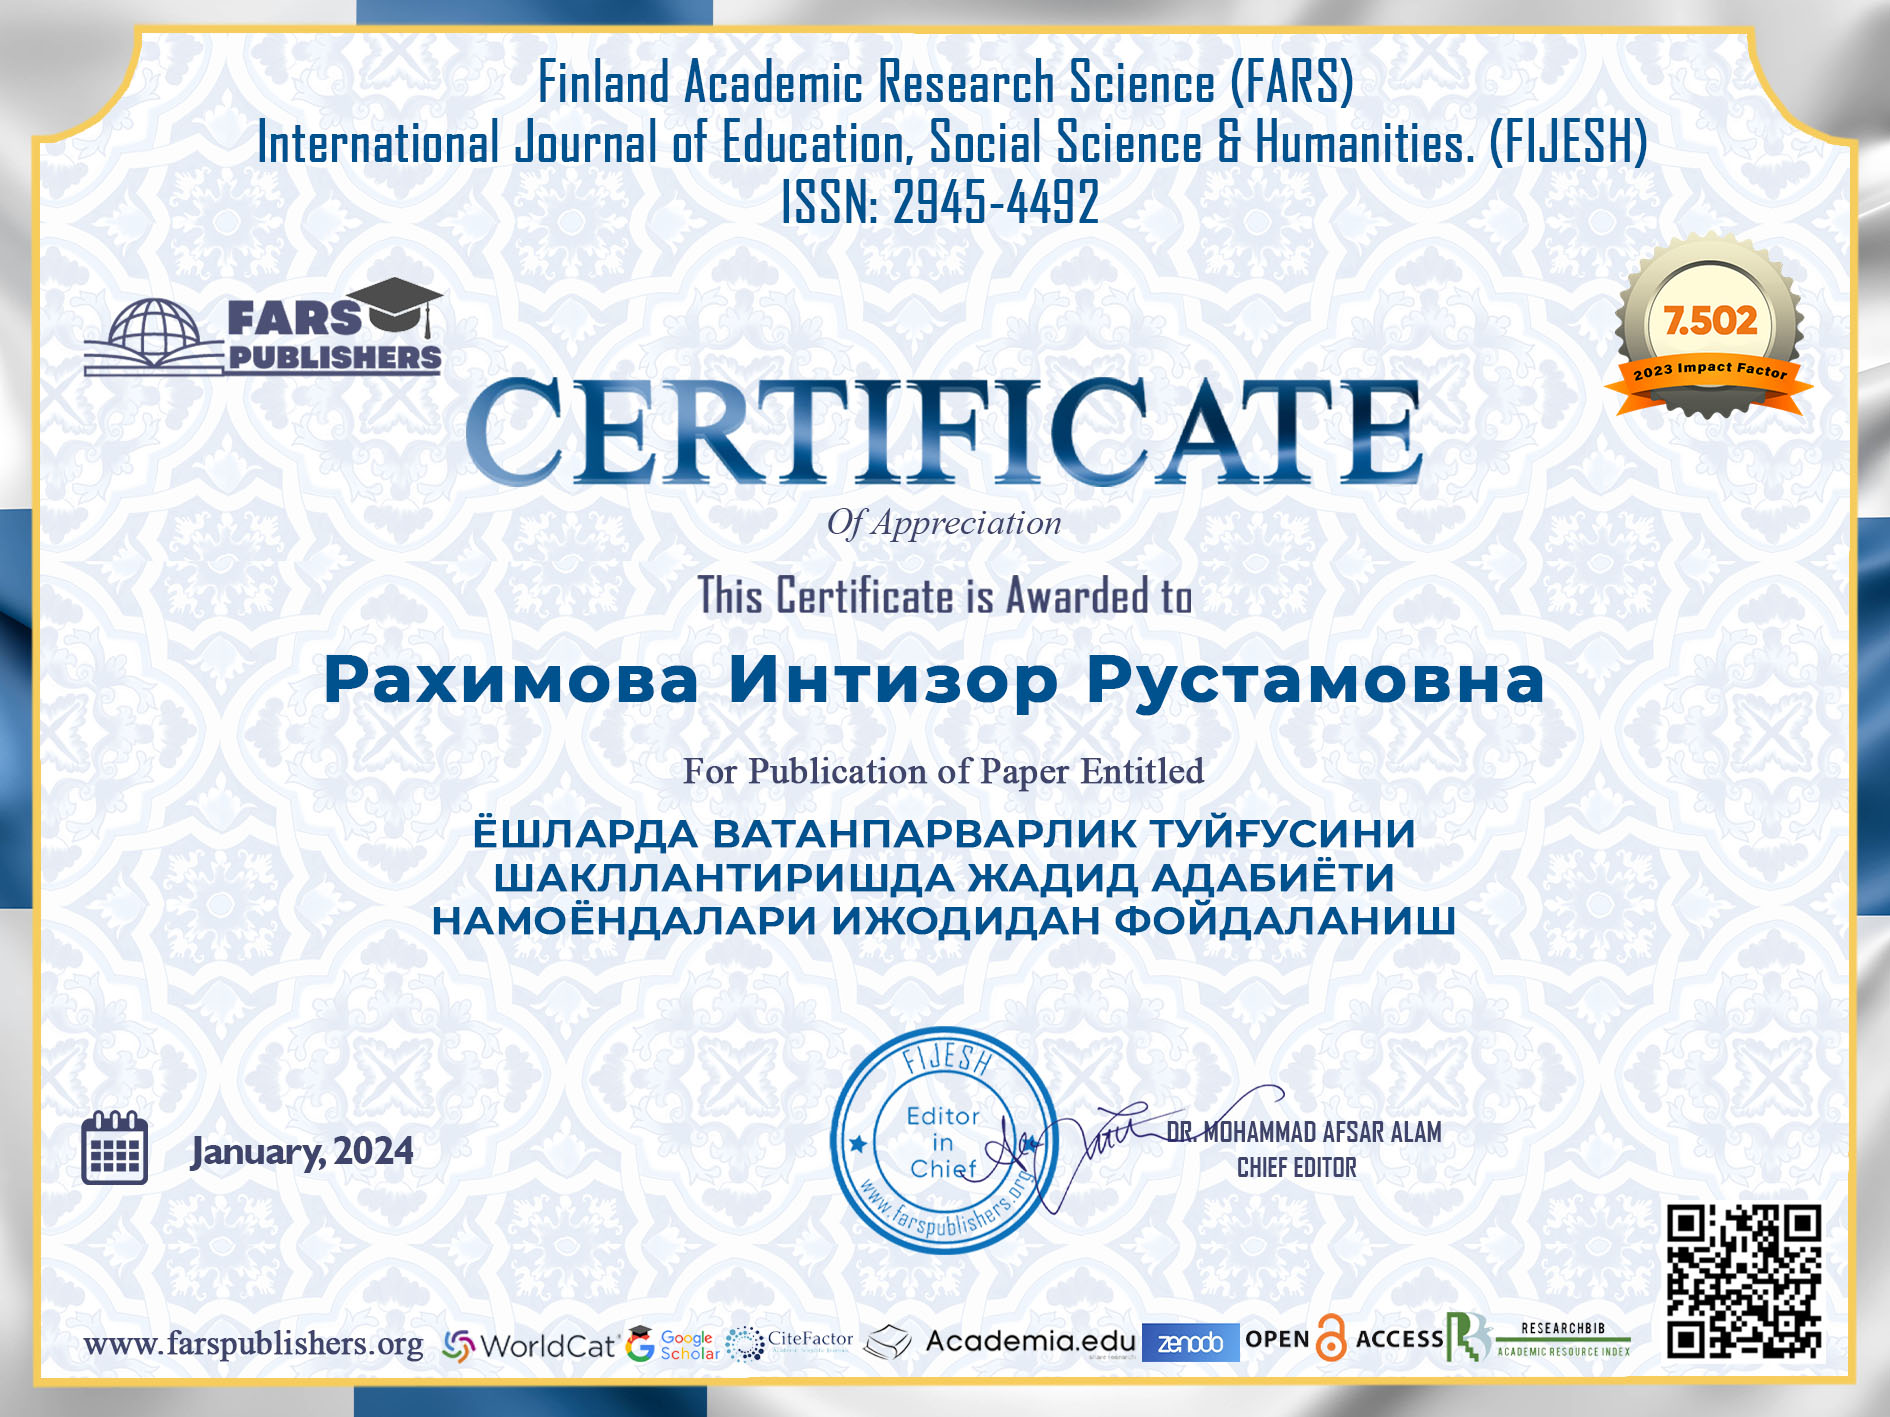 Finland Academic Research Science (FARS)
International Journal of Education, Social Science & Humanities. (FIJESH)
ISSN: 2945-4492
FARS
PUBLISHERS
7.502
2023 Impact Factor
CERTIFICATE
Of Appreciation
This Certificate is Awarded to
Рахимова Интизор Рустамовна
For Publication of Paper Entitled
ЁШЛАРДА ВАТАНПАРВАРЛИК ТУЙҒУСИНИ
ШАКЛЛАНТИРИШДА ЖАДИД АДАБИЁТИ
НАМОЁНДАЛАРИ ИЖОДИДАН ФОЙДАЛАНИШ
January, 2024
FIJESH
Editor
in
Chief
www.farspublishers.org
DR. MOHAMMAD AFSAR ALAM
CHIEF EDITOR
www.farspublishers.org
WorldCat
Google
Scholar
CiteFactor
Academia.edu
zenodo
OPEN ACCESS
RESEARCHBIB
ACADEMIC RESOURCE INDEX